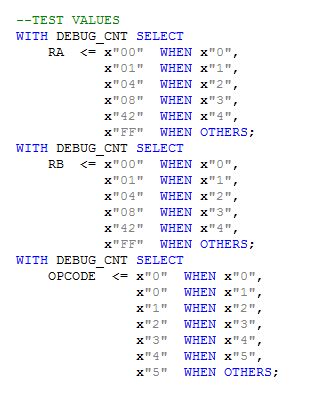 --TEST VALUES
WITH DEBUG_CNT SELECT
RA <= x"00" WHEN x"0",
x"01" WHEN x"1",
x"04" WHEN x"2",
x"08" WHEN x"3",
x"42" WHEN x"4",
x"FF" WHEN OTHERS;
WITH DEBUG_CNT SELECT
RB <= x"00" WHEN x"0",
x"01" WHEN x"1",
x"04" WHEN x"2",
x"08" WHEN x"3",
x"42" WHEN x"4",
x"FF" WHEN OTHERS;
WITH DEBUG_CNT SELECT
OPCODE <= x"0" WHEN x"0",
x"0" WHEN x"1",
x"1" WHEN x"2",
x"2" WHEN x"3",
x"3" WHEN x"4",
x"4" WHEN x"5",
x"5" WHEN OTHERS;